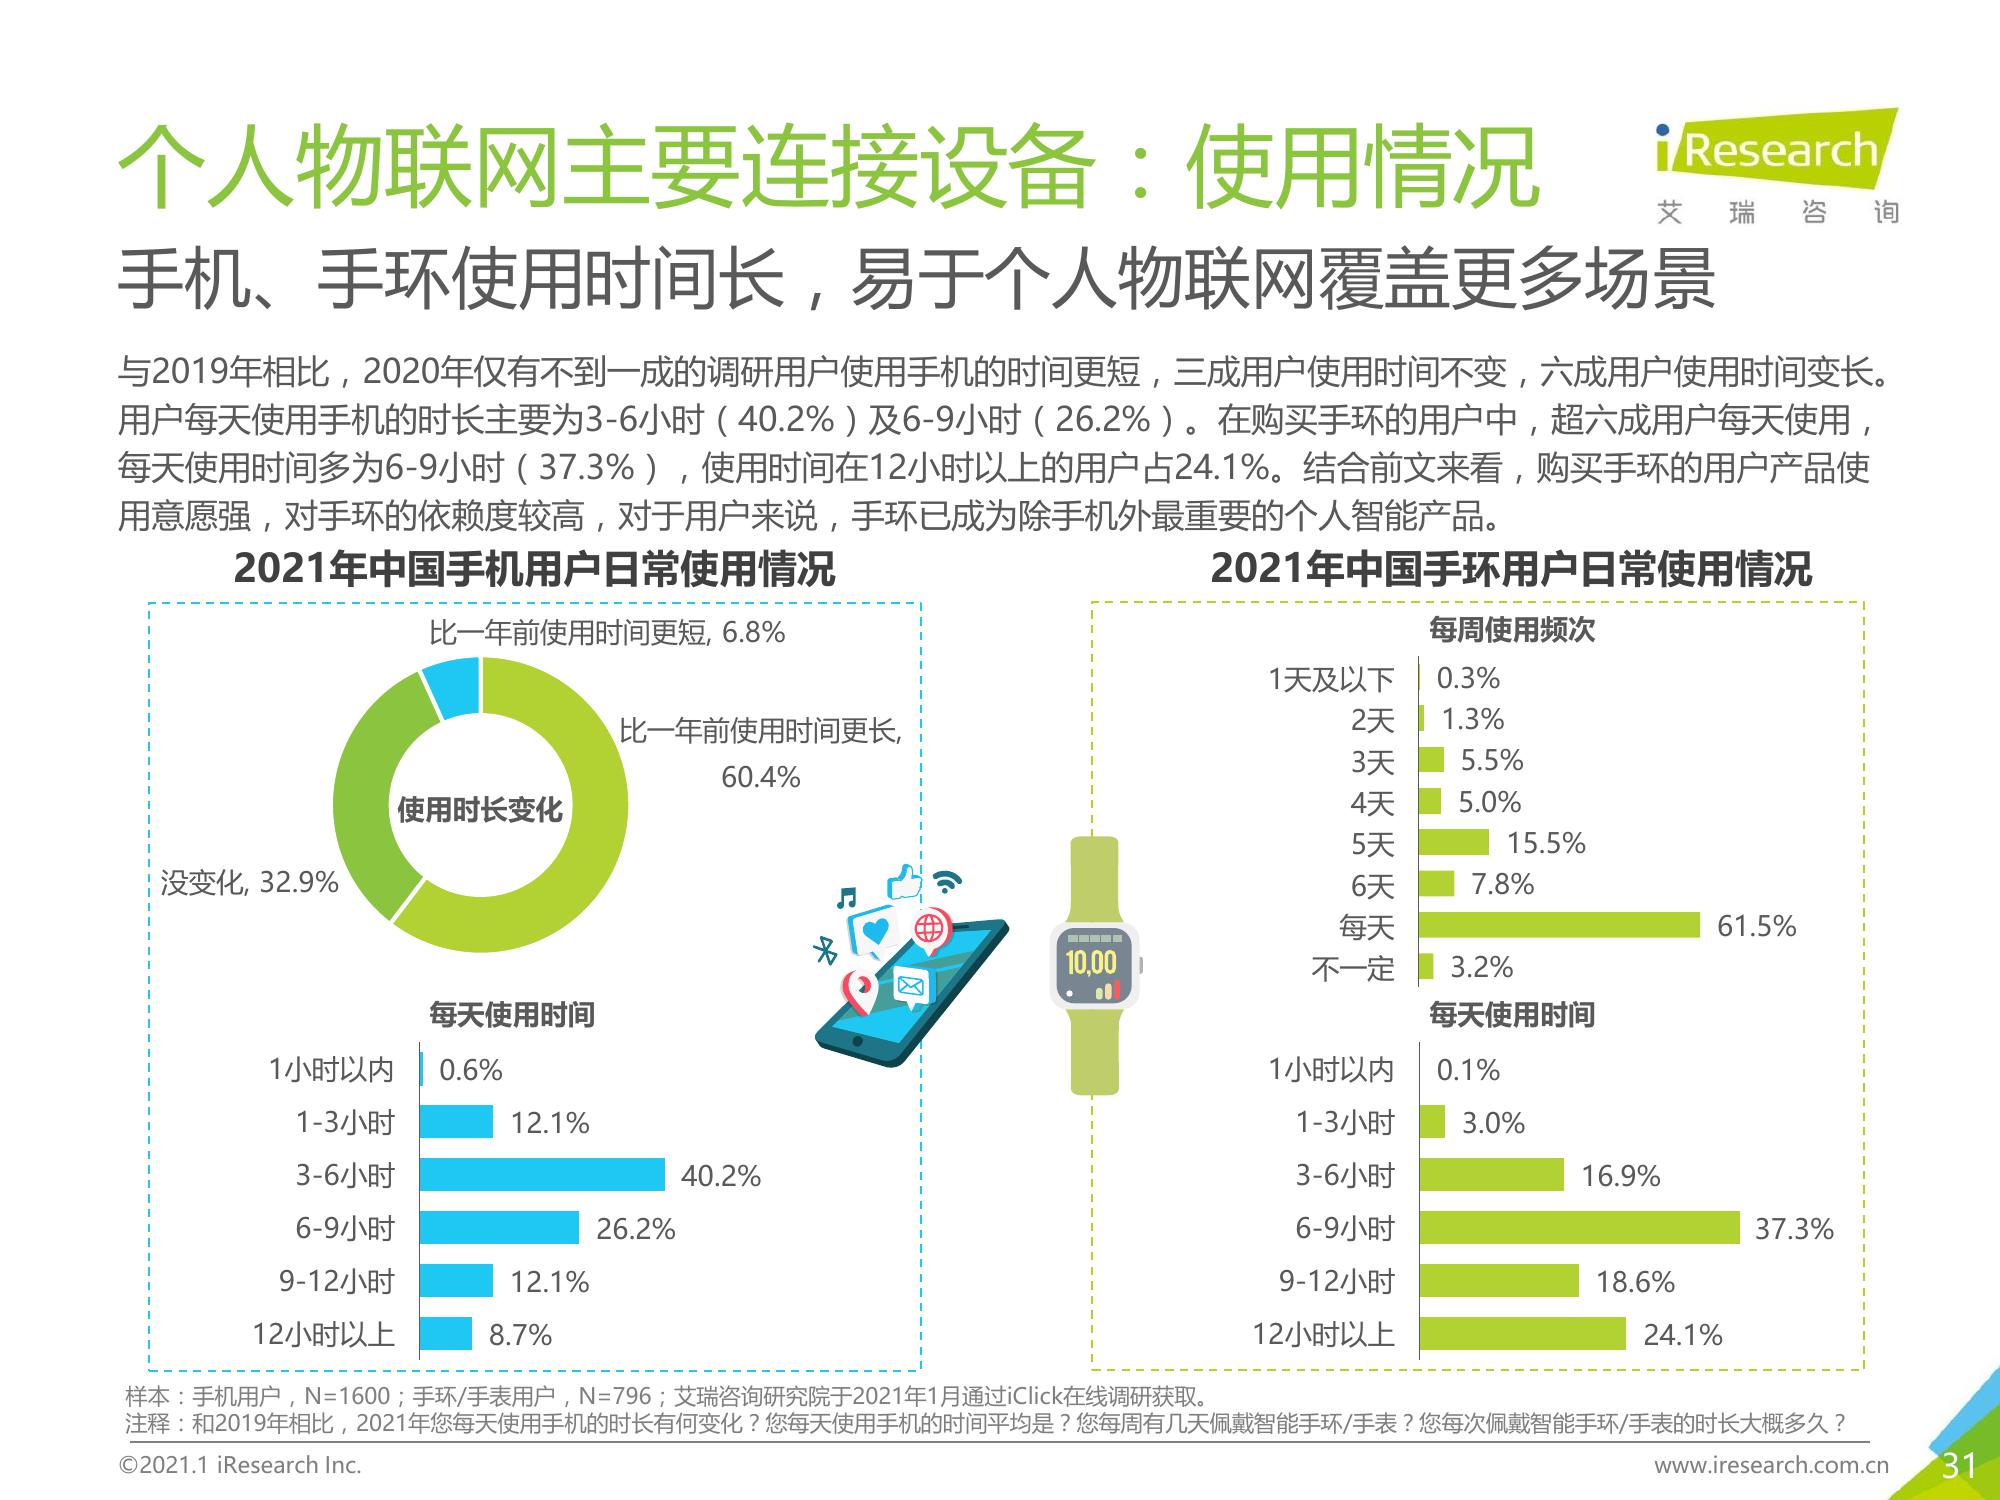 个人物联网主要连接设备：使用情况
iResearch
艾瑞咨询
手机、手环使用时间长，易于个人物联网覆盖更多场景
与2019年相比，2020年仅有不到一成的调研用户使用手机的时间更短，三成用户使用时间不变，六成用户使用时间变长。
用户每天使用手机的时长主要为3-6小时（40.2%）及6-9小时（26.2%）。在购买手环的用户中，超六成用户每天使用，
每天使用时间多为6-9小时（37.3%），使用时间在12小时以上的用户占24.1%。结合前文来看，购买手环的用户产品使
用意愿强，对手环的依赖度较高，对于用户来说，手环已成为除手机外最重要的个人智能产品。
2021年中国手机用户日常使用情况
比一年前使用时间更短, 6.8%
比一年前使用时间更长,
60.4%
使用时长变化
没变化, 32.9%
每天使用时间
1小时以内 0.6%
1-3小时 12.1%
3-6小时 40.2%
6-9小时 26.2%
9-12小时 12.1%
12小时以上 8.7%
10,00
2021年中国手环用户日常使用情况
每周使用频次
1天及以下 0.3%
2天 1.3%
3天 5.5%
4天 5.0%
5天 15.5%
6天 7.8%
每天 61.5%
不一定 3.2%
每天使用时间
1小时以内 0.1%
1-3小时 3.0%
3-6小时 16.9%
6-9小时 37.3%
9-12小时 18.6%
12小时以上 24.1%
样本：手机用户，N=1600；手环/手表用户，N=796；艾瑞咨询研究院于2021年1月通过iClick在线调研获取。
注释：和2019年相比，2021年您每天使用手机的时长有何变化？您每天使用手机的时间平均是？您每周有几天佩戴智能手环/手表？您每次佩戴智能手环/手表的时长大概多久？
©2021.1 iResearch Inc.
www.iresearch.com.cn
31